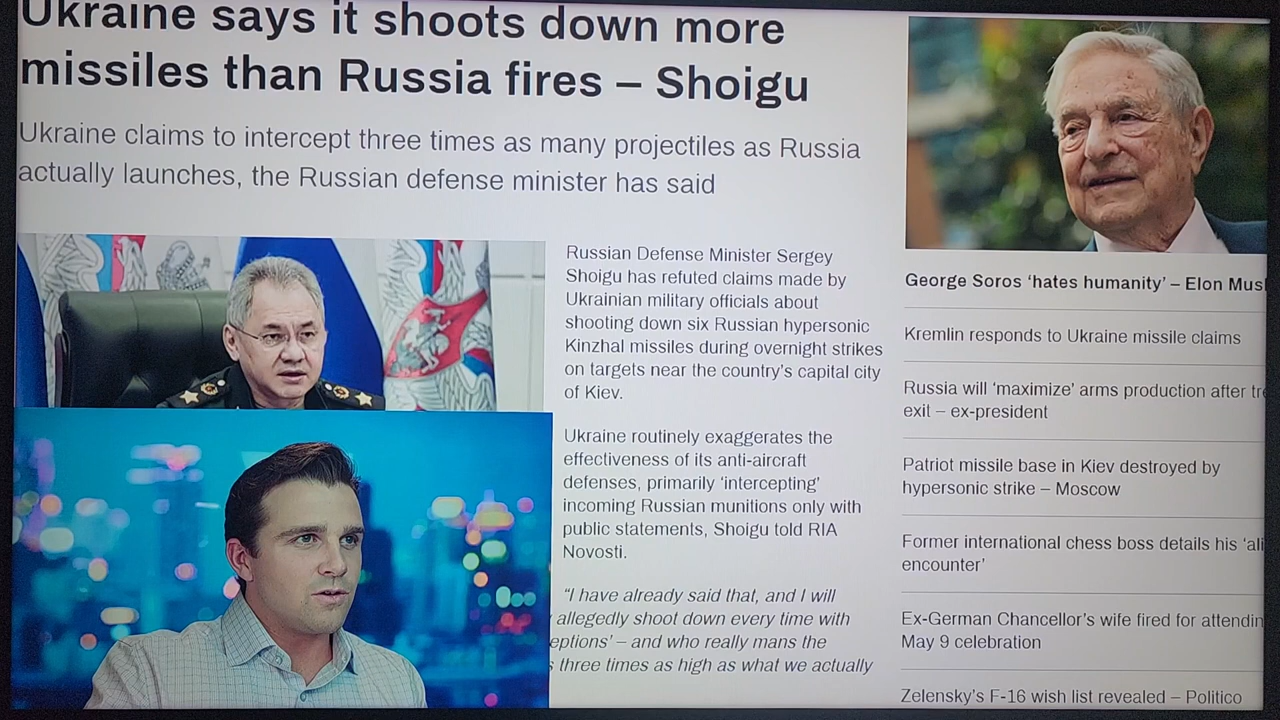 Ukraine says it shoots down more
missiles than Russia fires – Shoigu
Ukraine claims to intercept three times as many projectiles as Russia
actually launches, the Russian defense minister has said
Russian Defense Minister Sergey
Shoigu has refuted claims made by
Ukrainian military officials about
shooting down six Russian hypersonic
Kinzhal missiles during overnight strikes
on targets near the country's capital city
of Kiev.
Ukraine routinely exaggerates the
effectiveness of its anti-aircraft
defenses, primarily 'intercepting'
incoming Russian munitions only with
public statements, Shoigu told RIA
Novosti.
"I have already said that, and I will
allegedly shoot down every time with
eptions' – and who really mans the
three times as high as what we actually
George Soros 'hates humanity' – Elon Mus
Kremlin responds to Ukraine missile claims
Russia will 'maximize' arms production after tre
exit – ex-president
Patriot missile base in Kiev destroyed by
hypersonic strike – Moscow
Former international chess boss details his 'ali
encounter'
Ex-German Chancellor's wife fired for attendin
May 9 celebration
Zelensky's F-16 wish list revealed – Politico